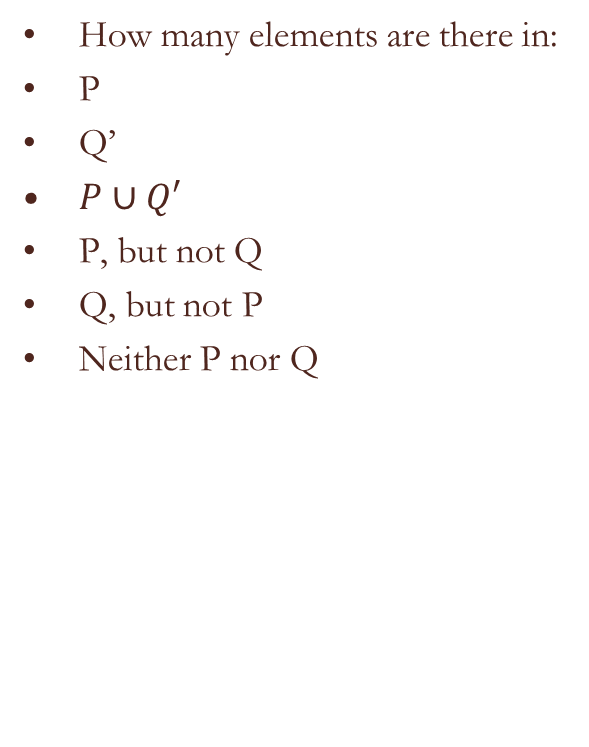 • How many elements are there in:
• P
• Q’
• 𝑃 ∪ 𝑄′
• P, but not Q
• Q, but not P
• Neither P nor Q